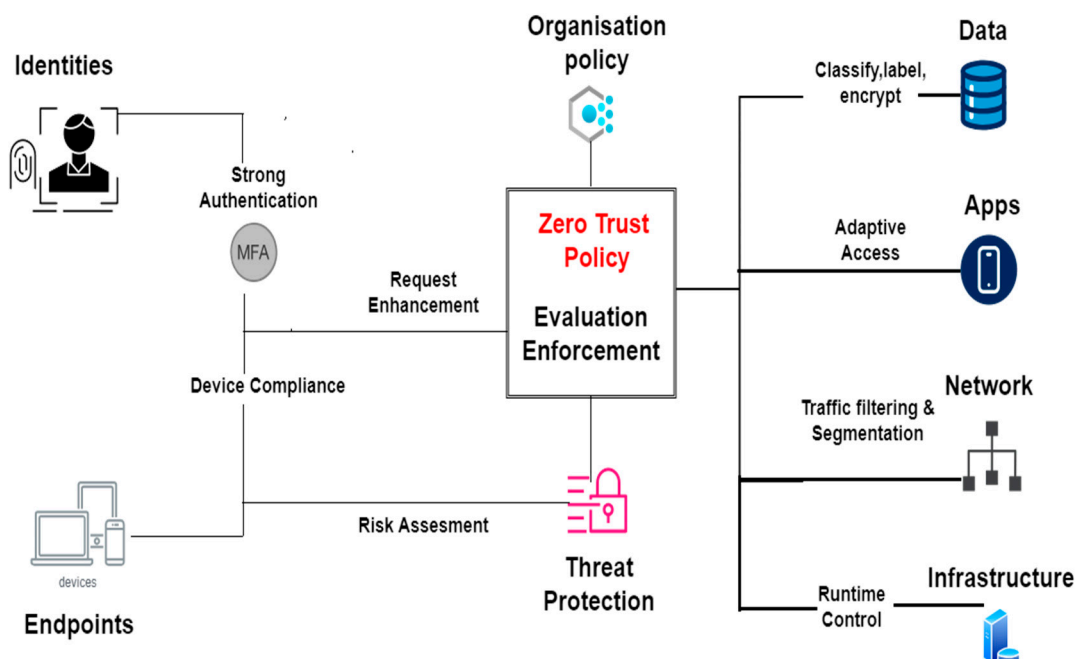 Identities
Strong
Authentication
MFA
Request
Enhancement
Device Compliance
Risk Assesment
devices
Endpoints
Organisation
policy
Zero Trust
Policy
Evaluation
Enforcement
Threat
Protection
Data
Classify,label,
encrypt
Apps
Adaptive
Access
Network
Traffic filtering &
Segmentation
Infrastructure
Runtime
Control